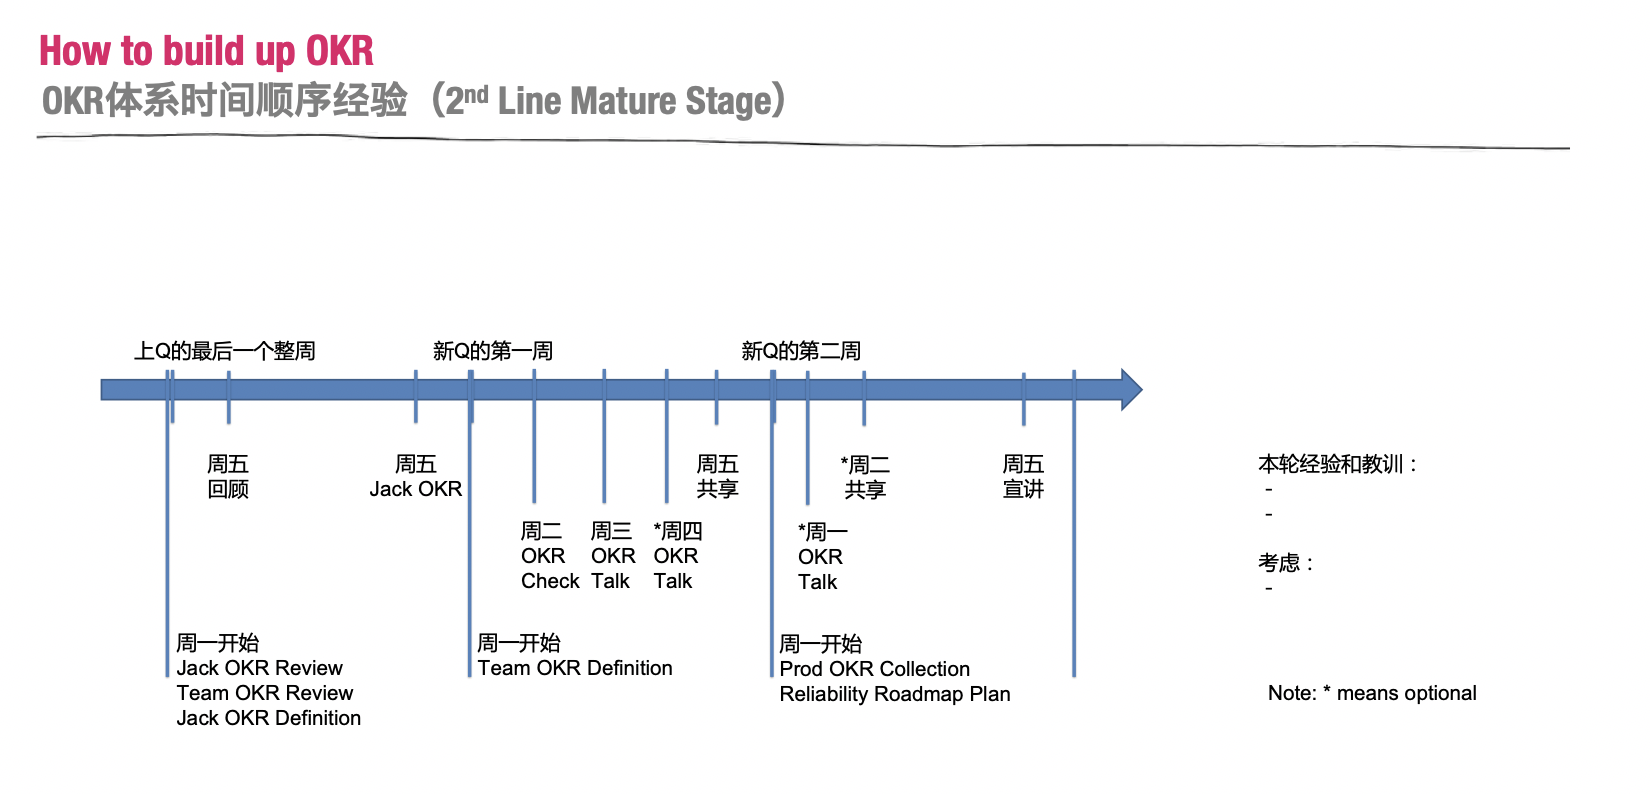 How to build up OKR
OKR体系时间顺序经验（2nd Line Mature Stage）
上Q的最后一个整周
新Q的第一周
新Q的第二周
周五
回顾
周五
Jack OKR
周五
共享
*周二
共享
周五
宣讲
周二
OKR
Check
周三
OKR
Talk
*周四
OKR
Talk
*周一
OKR
Talk
周一开始
Jack OKR Review
Team OKR Review
Jack OKR Definition
周一开始
Team OKR Definition
周一开始
Prod OKR Collection
Reliability Roadmap Plan
本轮经验和教训：
-
-
考虑：
-
Note: * means optional